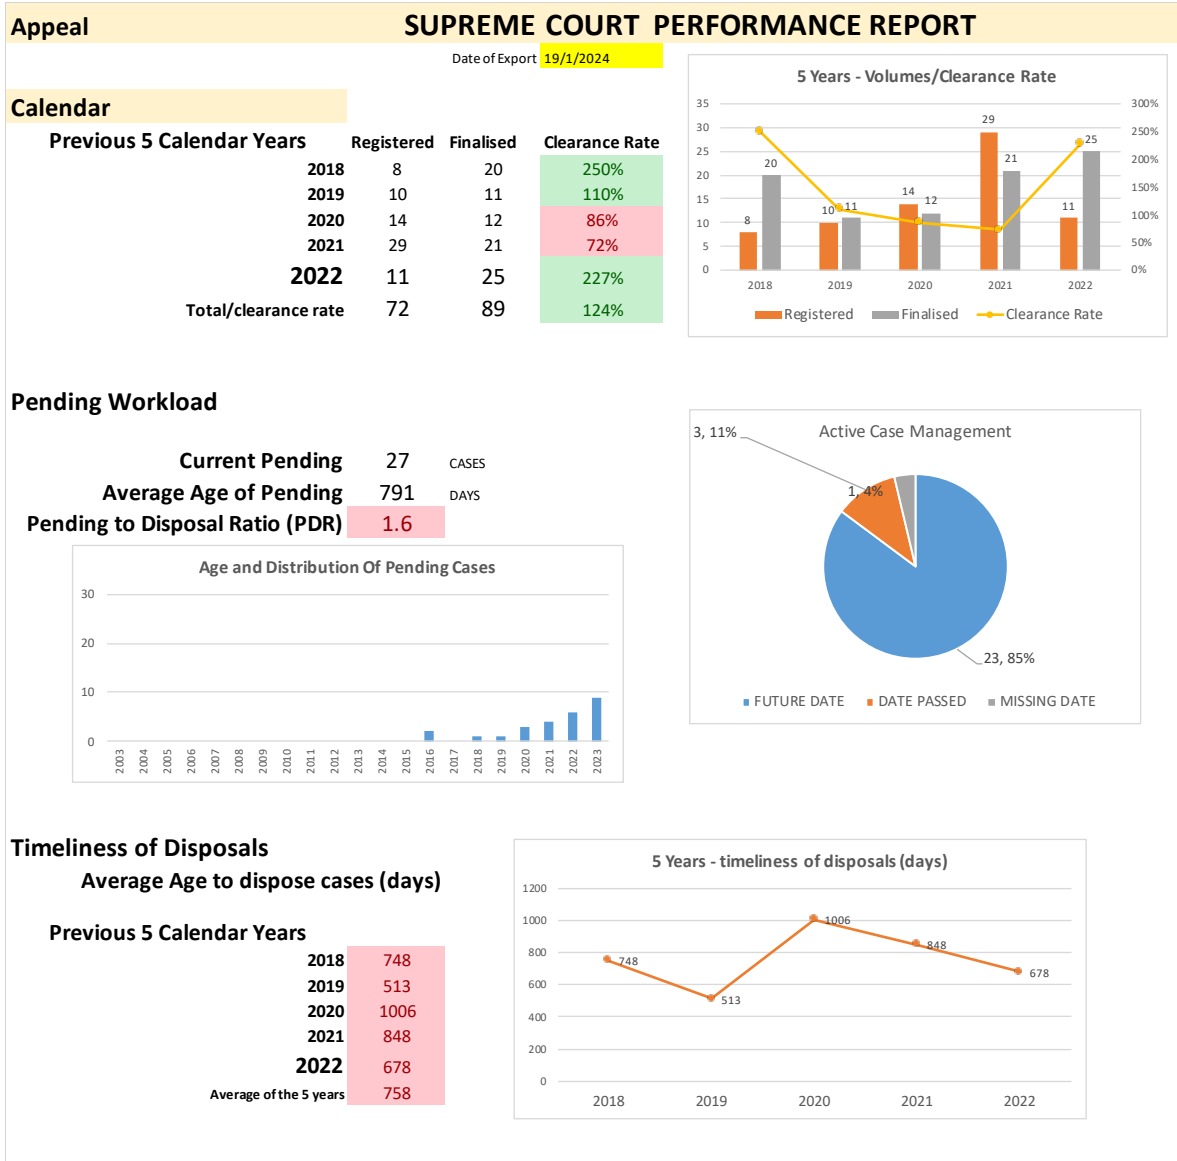 Appeal SUPREME COURT PERFORMANCE REPORT
Date of Export 19/1/2024
Calendar
Previous 5 Calendar Years Registered Finalised Clearance Rate
2018 8 20 250%
2019 10 11 110%
2020 14 12 86%
2021 29 21 72%
2022 11 25 227%
Total/clearance rate 72 89 124%
5 Years - Volumes/Clearance Rate
35 300%
30 250%
25 200%
20 150%
15 100%
10 50%
5 0%
0
8 20 10 11 14 12 29 21 11 25
2018 2019 2020 2021 2022
Registered Finalised Clearance Rate
Pending Workload
Current Pending 27 CASES
Average Age of Pending 791 DAYS
Pending to Disposal Ratio (PDR) 1.6
Active Case Management
3, 11%
1, 4%
23, 85%
FUTURE DATE DATE PASSED MISSING DATE
Age and Distribution Of Pending Cases
30
20
10
0
2003 2004 2005 2006 2007 2008 2009 2010 2011 2012 2013 2014 2015 2016 2017 2018 2019 2020 2021 2022 2023
Timeliness of Disposals
Average Age to dispose cases (days)
Previous 5 Calendar Years
2018 748
2019 513
2020 1006
2021 848
2022 678
Average of the 5 years 758
5 Years - timeliness of disposals (days)
1200
1000
800
600
400
200
0
748 513 1006 848 678
2018 2019 2020 2021 2022